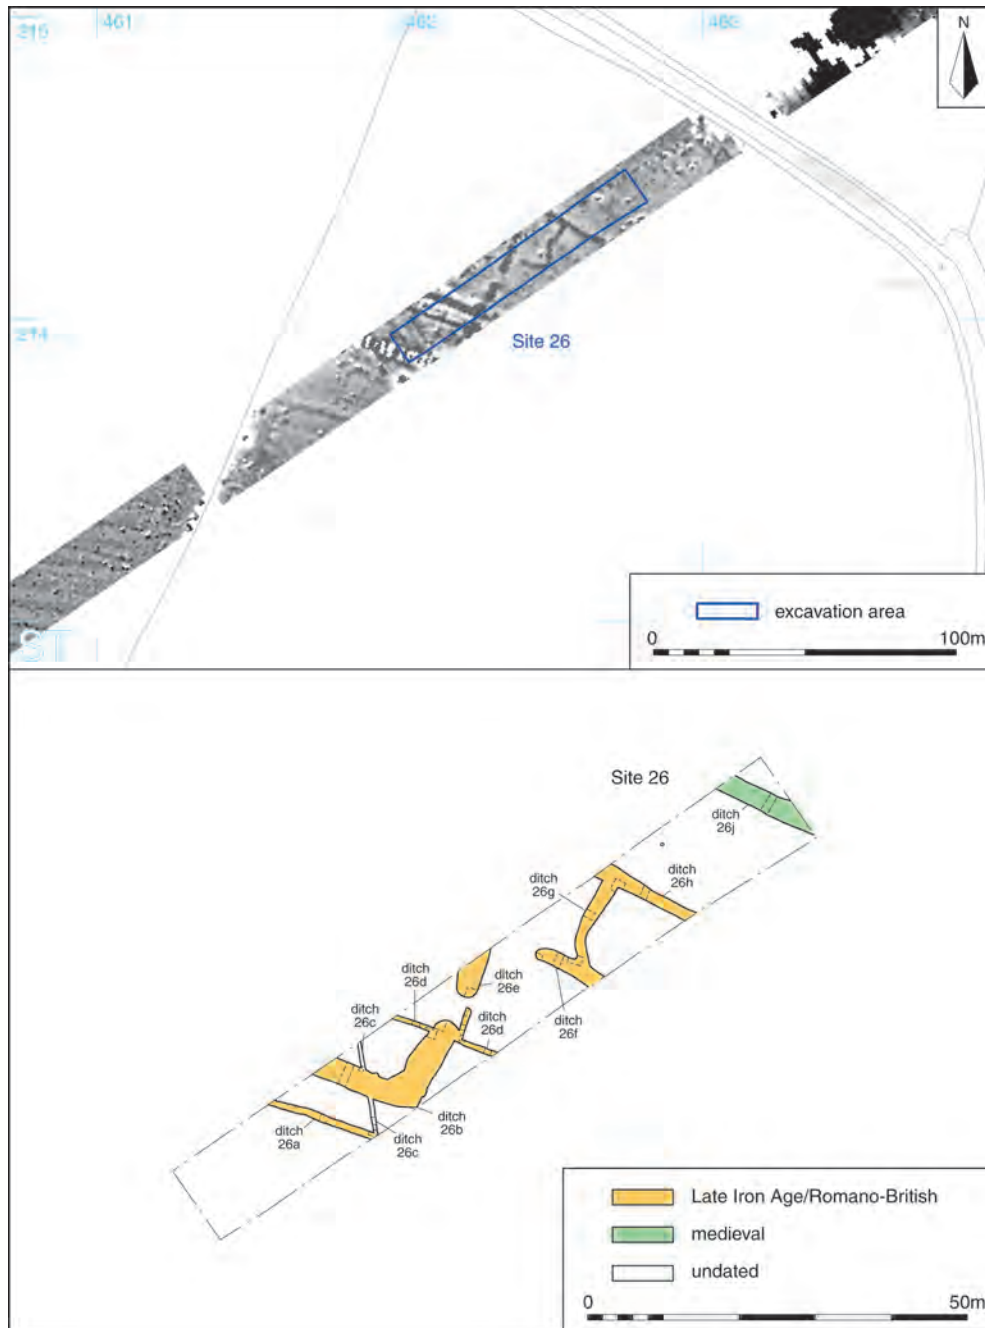 215
461
462
463
N
214
Site 26
ST
excavation area
0
100m
Site 26
ditch
26j
ditch
26g
ditch
26h
ditch
26d
ditch
26e
ditch
26c
ditch
26d
ditch
26f
ditch
26a
ditch
26c
ditch
26b
Late Iron Age/Romano-British
medieval
undated
0
50m